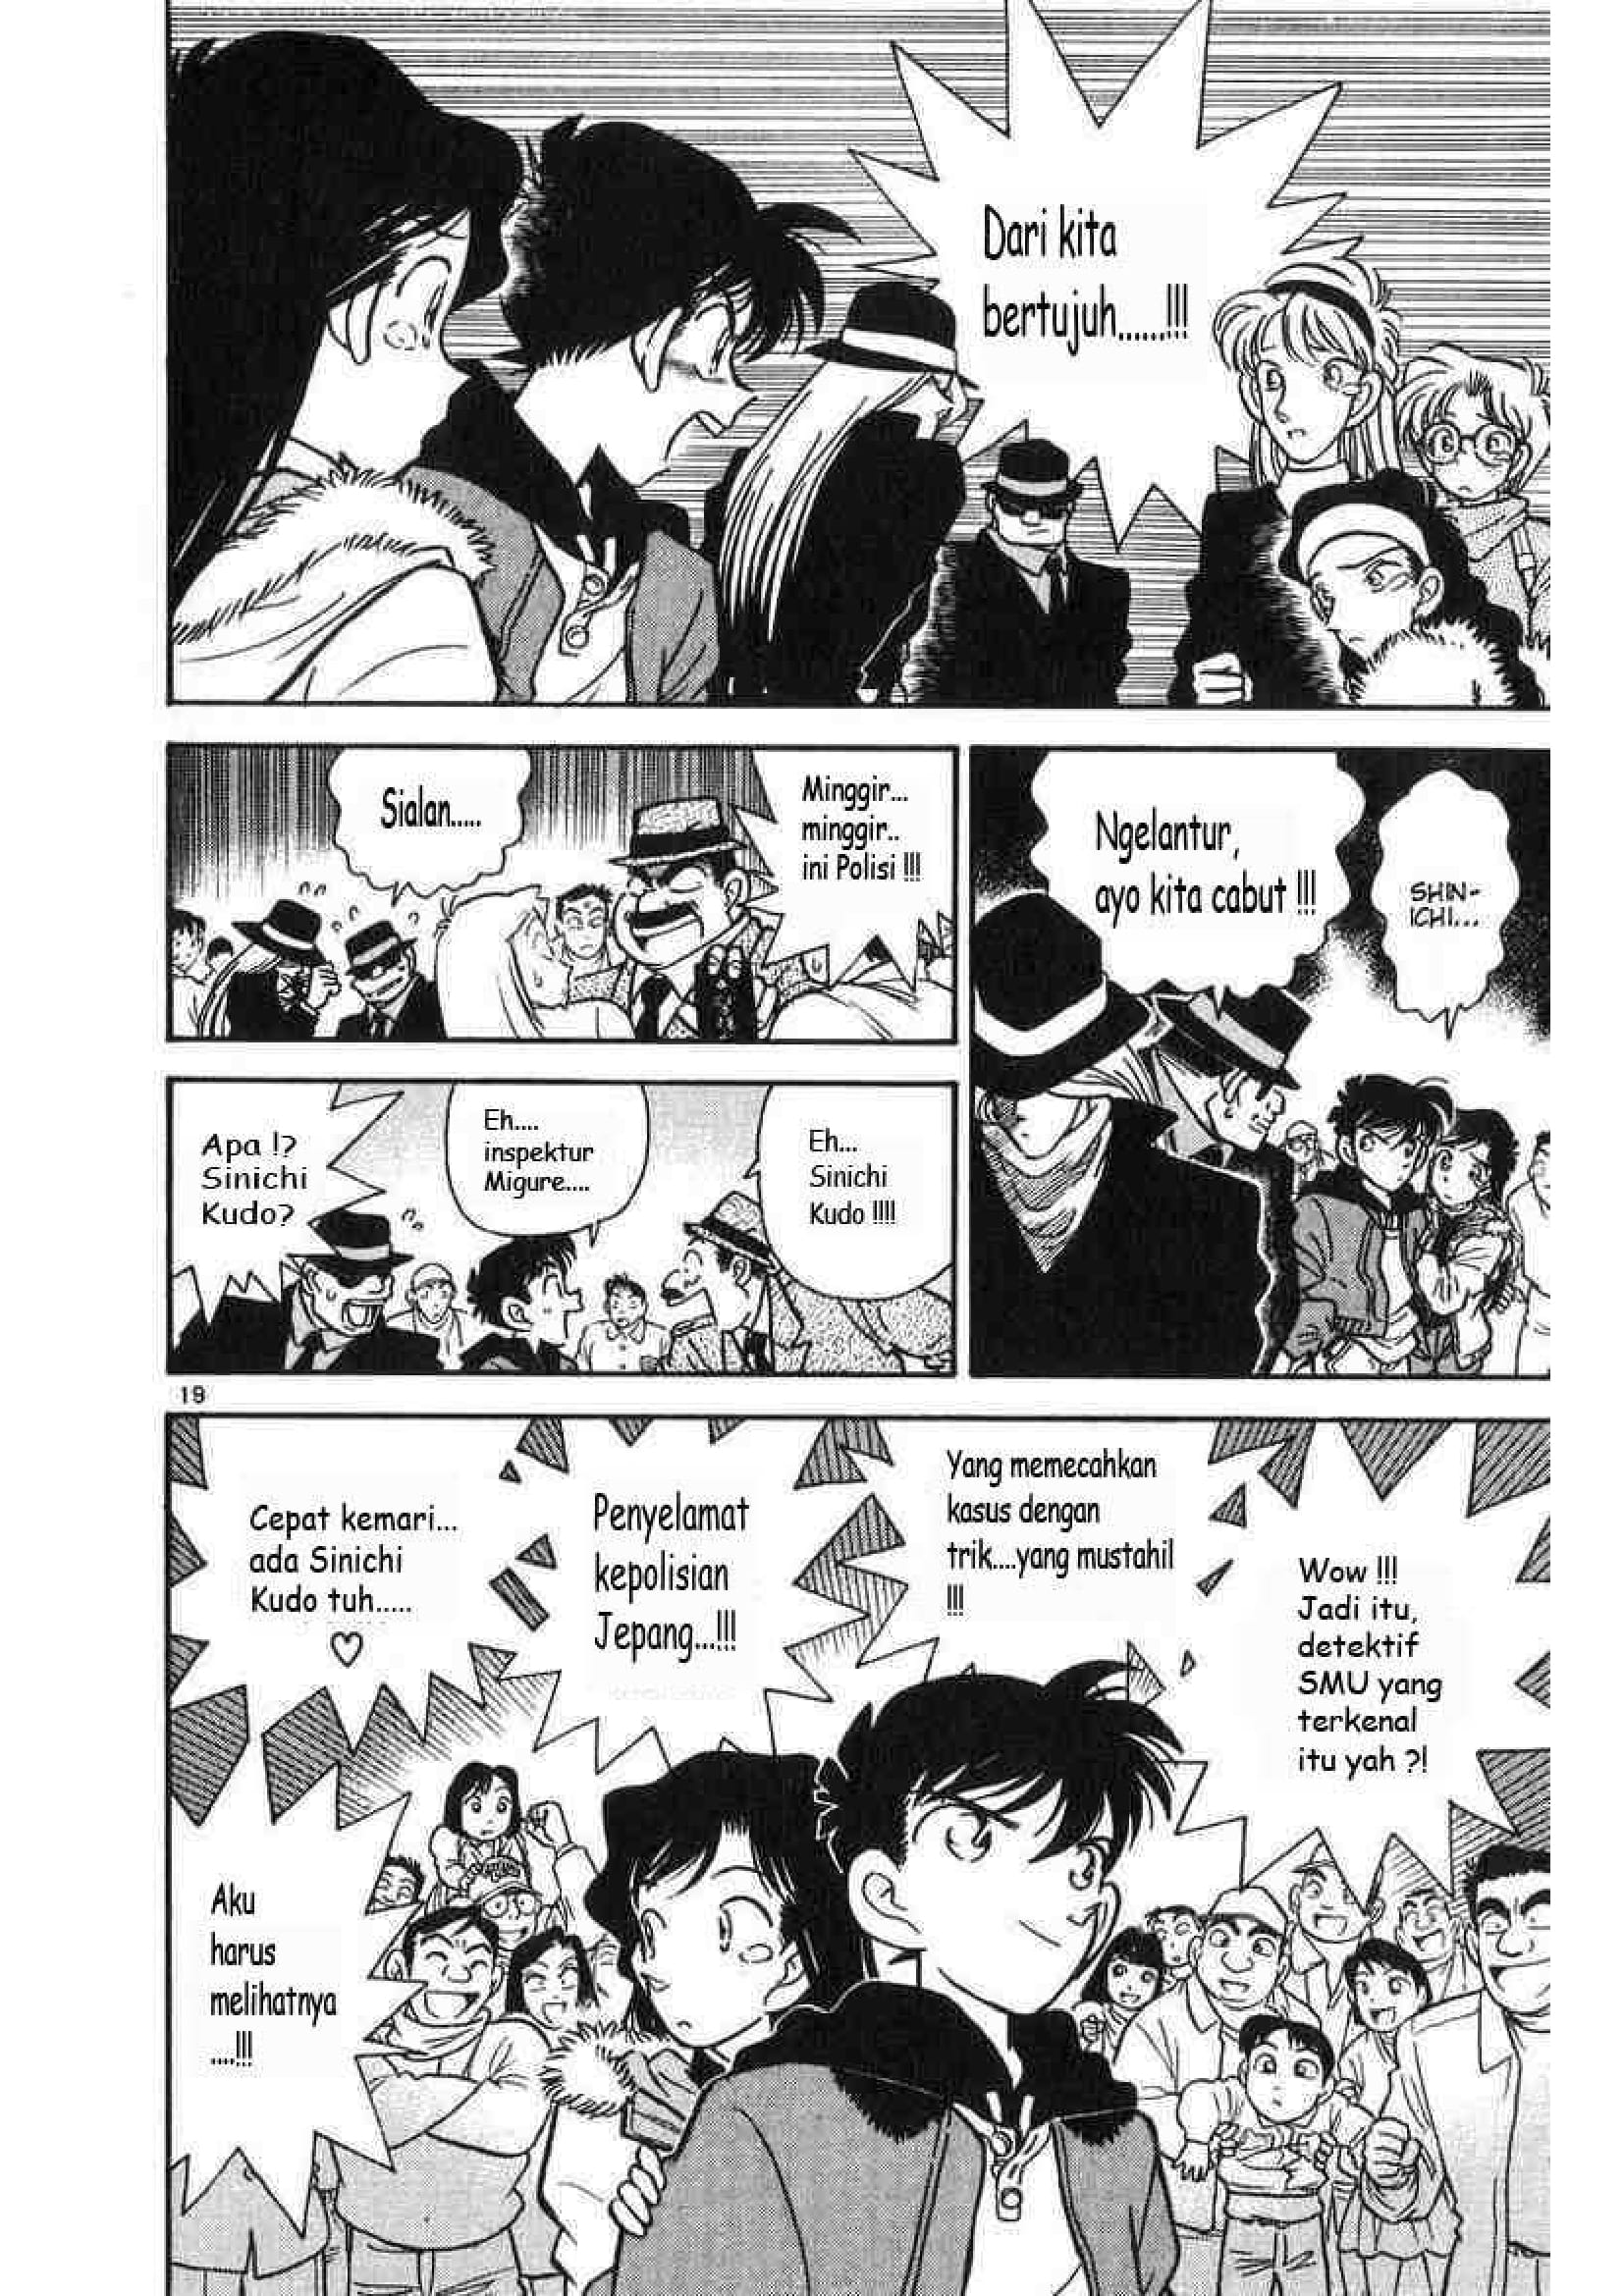 Dari kita
bertujuh......!!!
SHIN-
ICHI...
Ngelantur,
ayo kita cabut !!!
Minggir...
minggir..
ini Polisi !!!
Sialan.....
Eh...
Sinichi
Kudo !!!!
Eh....
inspektur
Migure....
Apa !?
Sinichi
Kudo?
19
Wow !!!
Jadi itu,
detektif
SMU yang
terkenal
itu yah ?!
Yang memecahkan
kasus dengan
trik....yang mustahil
!!!
Penyelamat
kepolisian
Jepang...!!!
Cepat kemari...
ada Sinichi
Kudo tuh.....
♡
Aku
harus
melihatnya
....!!!